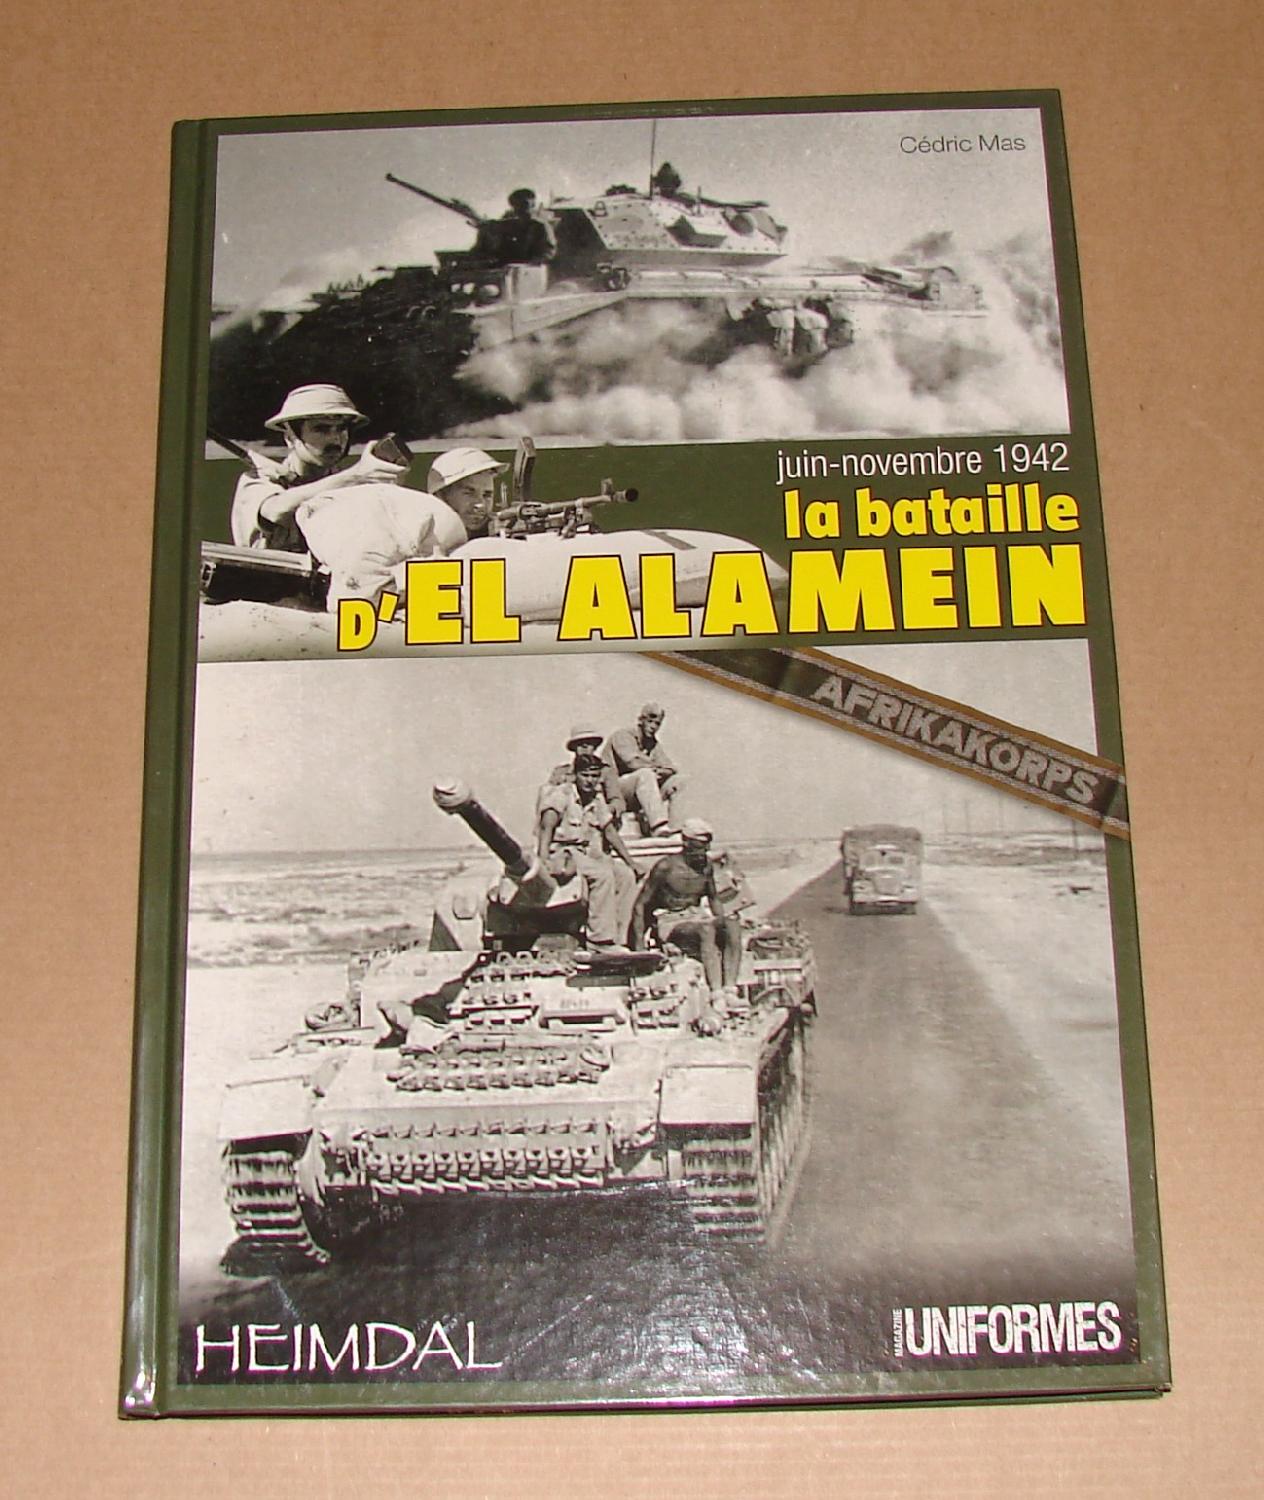 Cédric Mas
juin-novembre 1942
la bataille
D'EL ALAMEIN
AFRIKAKORPS
HEIMDAL
MAGAZINE
UNIFORMES